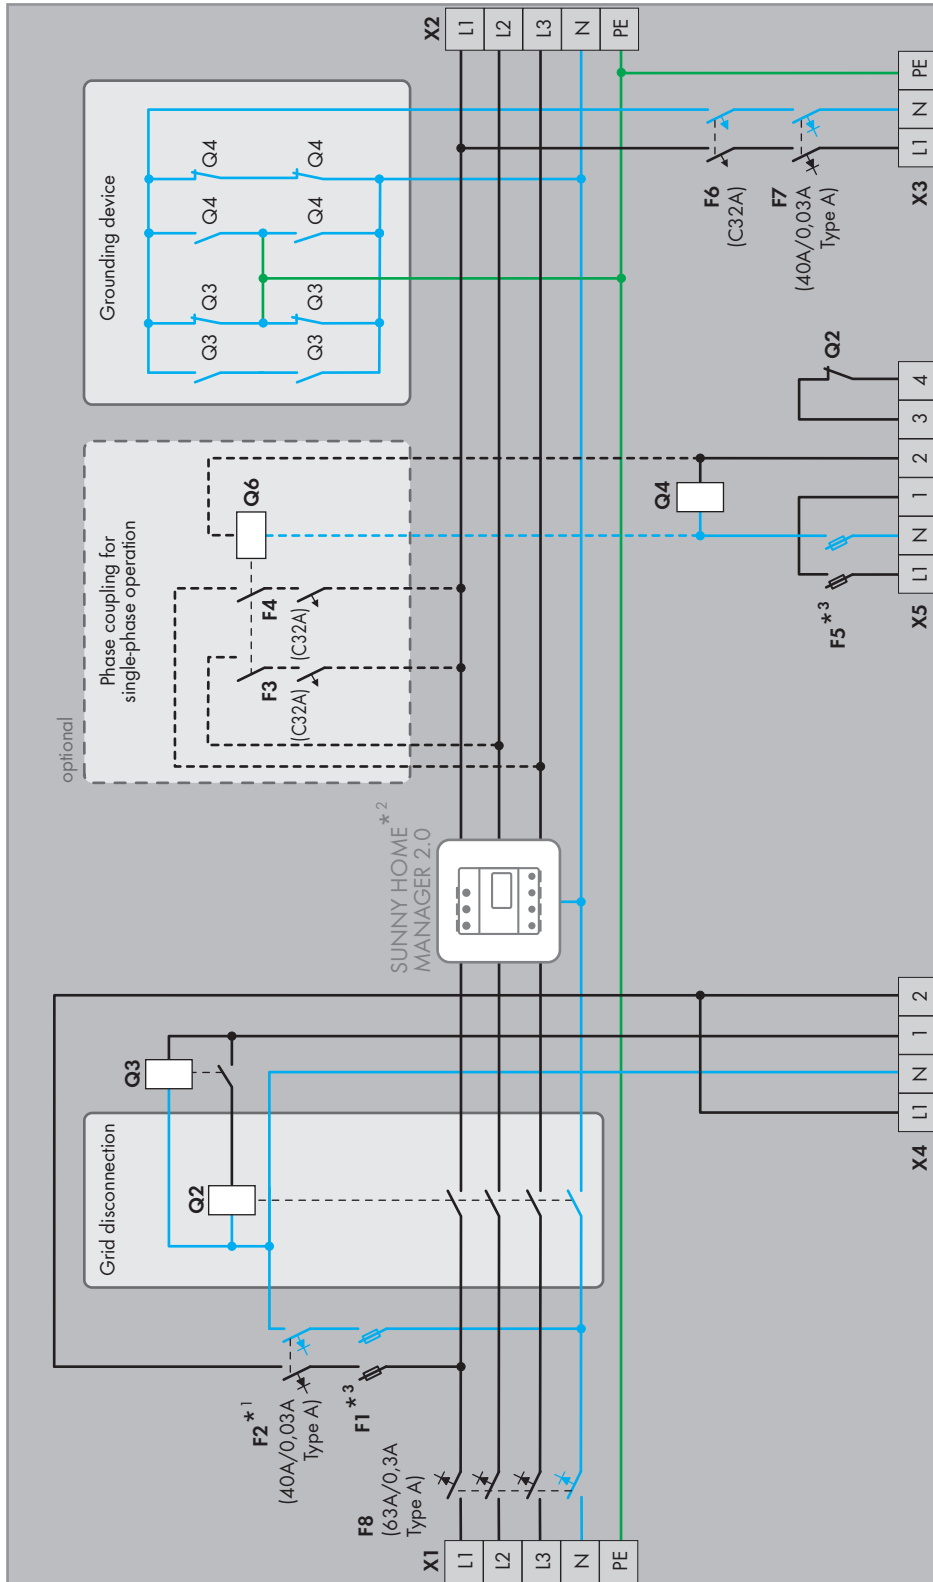 X2
L1
L2
L3
N
PE
Grounding device
Q4
Q4
Q4
Q4
Q3
Q3
Q3
Q3
F6
(C32A)
F7
(40A/0,03A
Type A)
PE
N
L1
X3
optional
Phase coupling for
single-phase operation
Q6
F4
(C32A)
F3
(C32A)
Q2
Q4
F5*3
4
3
2
1
N
L1
X5
SUNNY HOME
MANAGER 2.0 *2
Q3
Grid disconnection
Q2
2
1
N
L1
X4
F2*1
(40A/0,03A
Type A)
F1*3
F8
(63A/0,3A
Type A)
X1
L1
L2
L3
N
PE